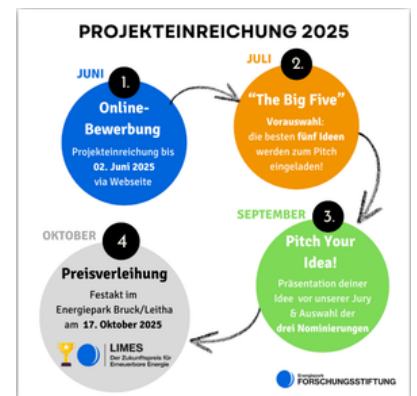 PROJEKTEINREICHUNG 2025
JUNI
1.
Online-
Bewerbung
Projekteinreichung bis
02. Juni 2025
via Webseite
JULI
2.
“The Big Five”
Vorauswahl:
die besten fünf Ideen
werden zum Pitch
eingeladen!
SEPTEMBER
3.
Pitch Your
Idea!
Präsentation deiner
Idee vor unserer Jury
& Auswahl der
drei Nominierungen
OKTOBER
4
Preisverleihung
Festakt im
Energiepark Bruck/Leitha
am 17. Oktober 2025
LIMES
Der Zukunftspreis für
Erneuerbare Energie
Energiepark
FORSCHUNGSSTIFTUNG